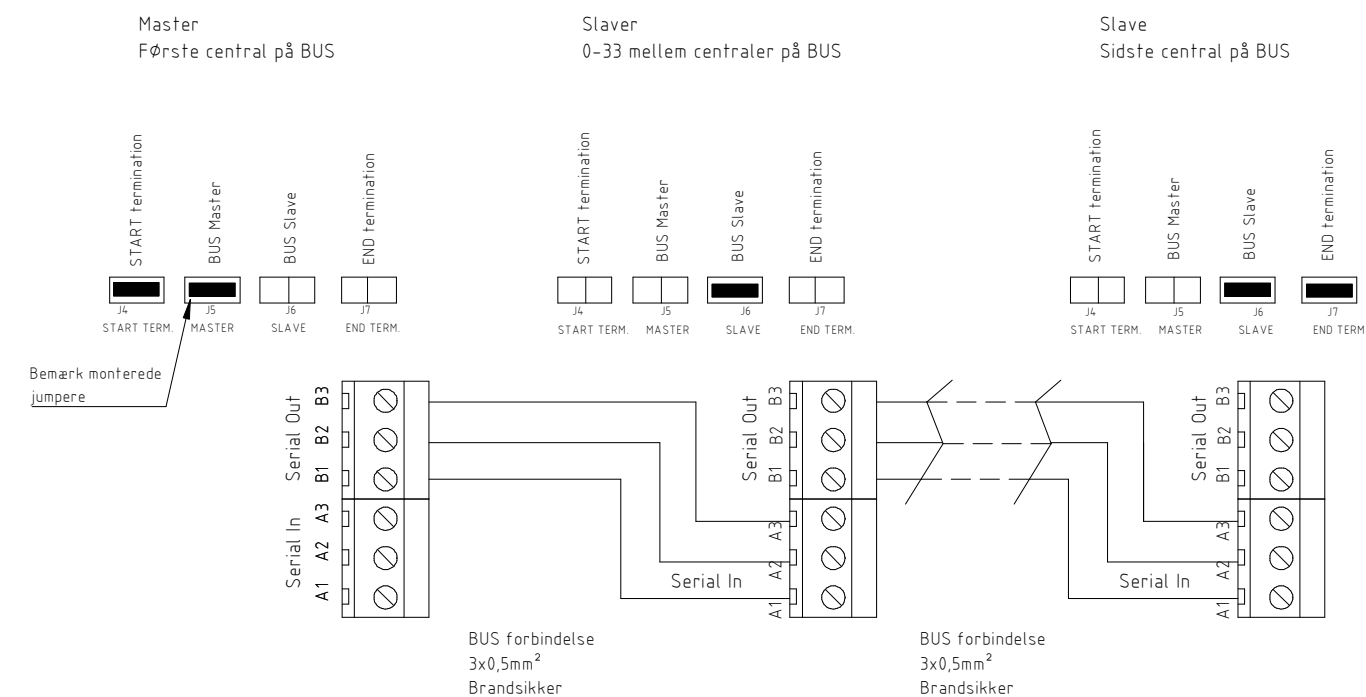 Master
FØrste central på BUS
Slaver
0-33 mellem centraler på BUS
Slave
Sidste central på BUS
START termination
BUS Master
BUS Slave
END termination
START termination
BUS Master
BUS Slave
END termination
START termination
BUS Master
BUS Slave
END termination
J4
J5
J6
J7
START TERM.
MASTER
SLAVE
END TERM.
J4
J5
J6
J7
START TERM.
MASTER
SLAVE
END TERM.
J4
J5
J6
J7
START TERM.
MASTER
SLAVE
END TERM
Bemærk monterede
jumpere
Serial Out
B3
B2
B1
Serial In
A3
A2
A1
Serial Out
B3
B2
B1
A3
A2
A1
Serial In
Serial Out
B3
B2
B1
A3
A2
A1
Serial In
BUS forbindelse
3x0,5mm²
Brandsikker
BUS forbindelse
3x0,5mm²
Brandsikker